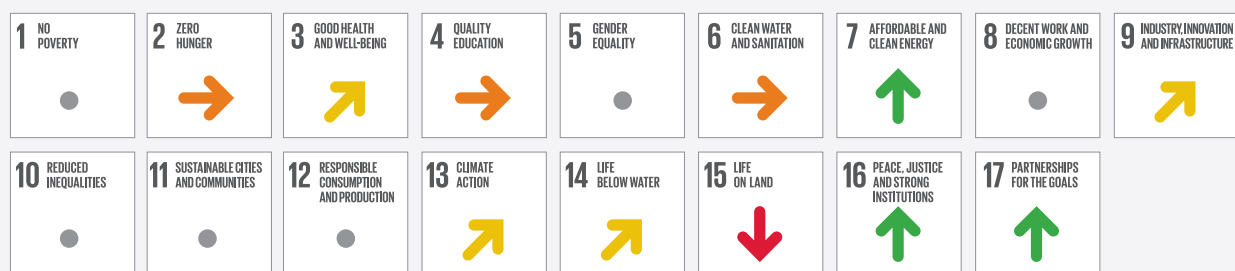 1 NO
POVERTY
2 ZERO
HUNGER
3 GOOD HEALTH
AND WELL-BEING
4 QUALITY
EDUCATION
5 GENDER
EQUALITY
6 CLEAN WATER
AND SANITATION
7 AFFORDABLE AND
CLEAN ENERGY
8 DECENT WORK AND
ECONOMIC GROWTH
9 INDUSTRY, INNOVATION
AND INFRASTRUCTURE
10 REDUCED
INEQUALITIES
11 SUSTAINABLE CITIES
AND COMMUNITIES
12 RESPONSIBLE
CONSUMPTION
AND PRODUCTION
13 CLIMATE
ACTION
14 LIFE
BELOW WATER
15 LIFE
ON LAND
16 PEACE, JUSTICE
AND STRONG
INSTITUTIONS
17 PARTNERSHIPS
FOR THE GOALS